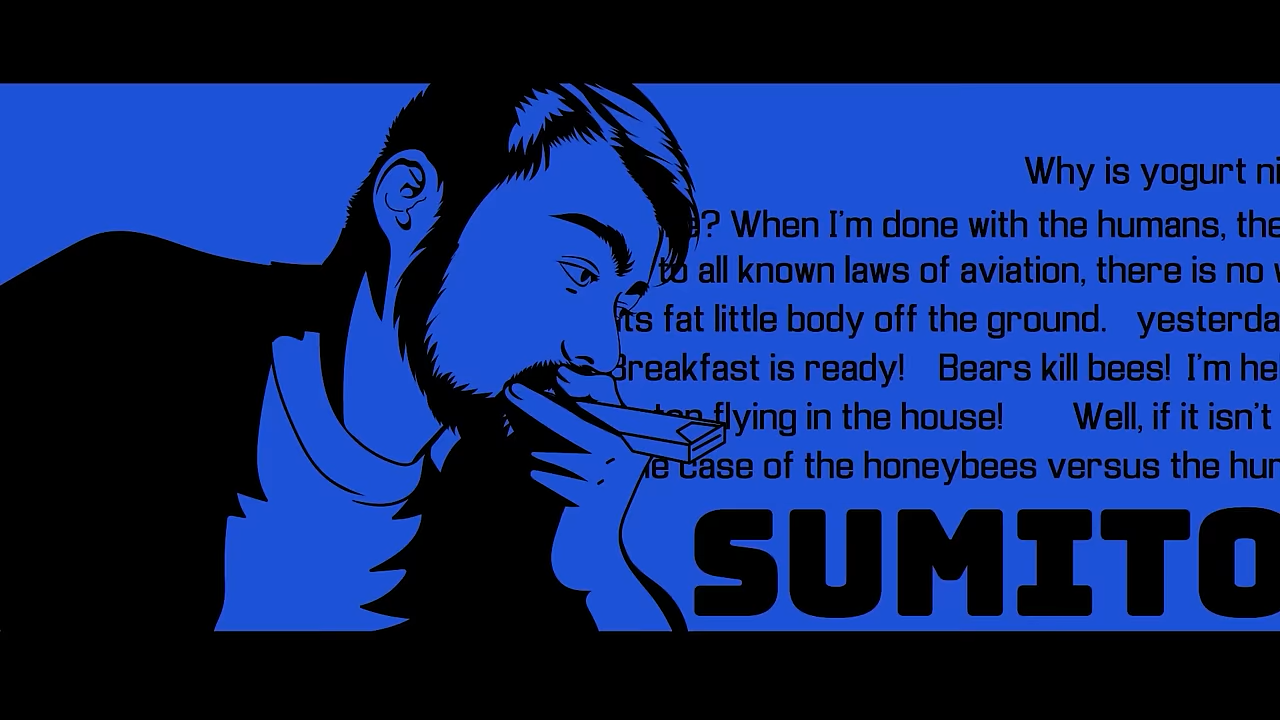 Why is yogurt ni
e? When I'm done with the humans, the
to all known laws of aviation, there is no w
its fat little body off the ground. yesterda
Breakfast is ready! Bears kill bees! I'm he
flying in the house! Well, if it isn't
case of the honeybees versus the hum
SUMITO